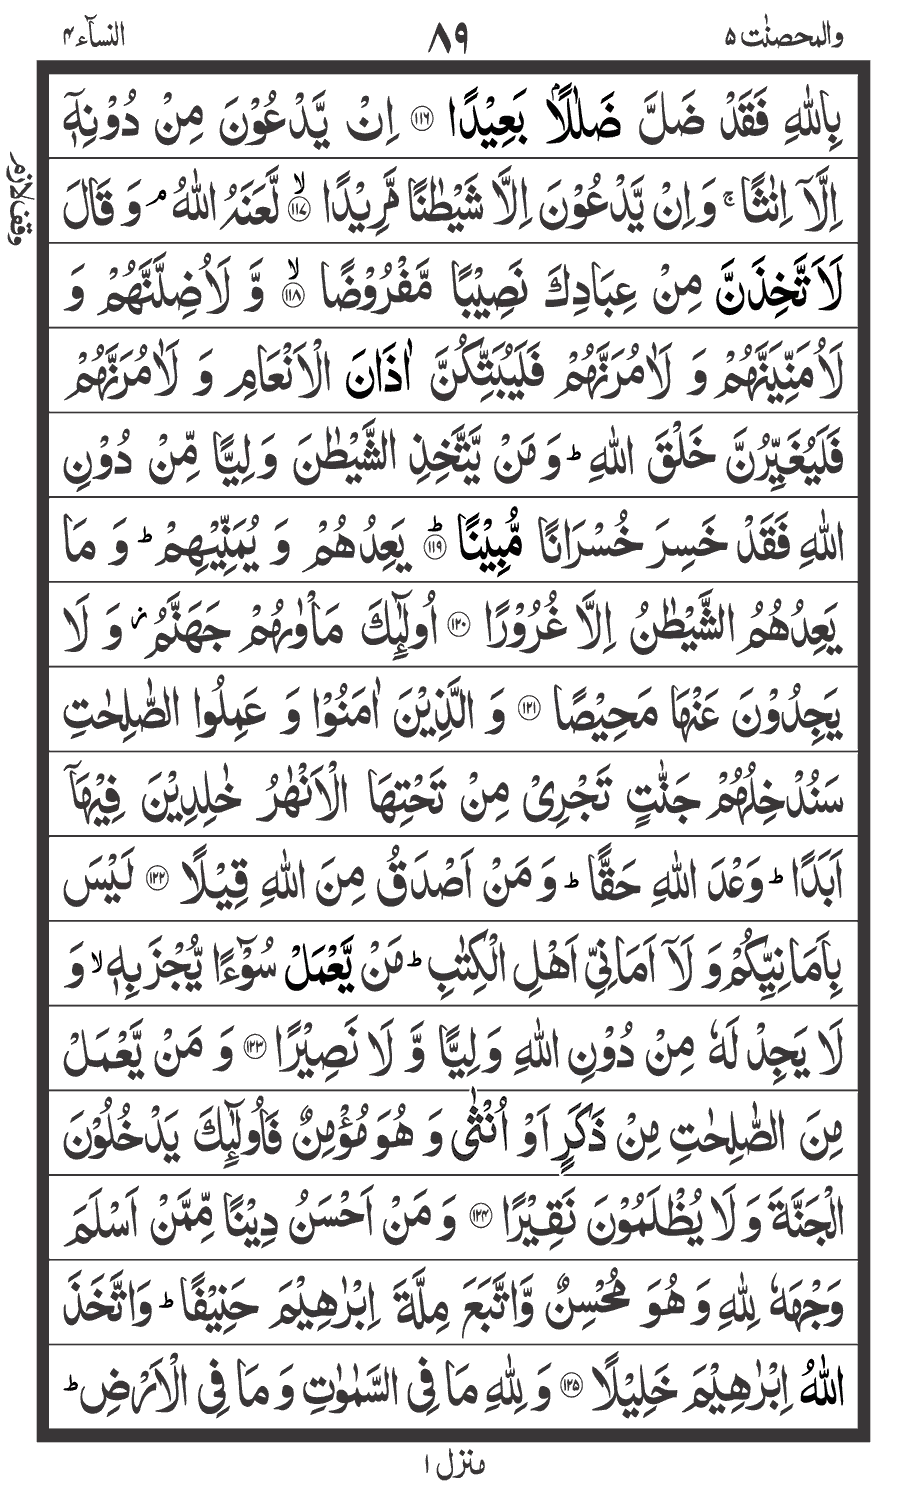 والمحصنٰت ۵
۸۹
النسآء ۴
بِاللّٰهِ فَقَدْ ضَلَّ ضَلٰلًاۢ بَعِيْدًا ۝۱۱۶ اِنْ يَّدْعُوْنَ مِنْ دُوْنِهٖۤ
اِلَّاۤ اِنٰثًا ۚ وَ اِنْ يَّدْعُوْنَ اِلَّا شَيْطٰنًا مَّرِيْدًا ۝۱۱۷ۙ لَّعَنَهُ اللّٰهُ ۘ وَ قَالَ
وقف لازم
لَاَتَّخِذَنَّ مِنْ عِبَادِكَ نَصِيْبًا مَّفْرُوْضًا ۝۱۱۸ۙ وَّ لَاُضِلَّنَّهُمْ وَ
لَاُمَنِّيَنَّهُمْ وَ لَاٰمُرَنَّهُمْ فَلَيُبَتِّكُنَّ اٰذَانَ الْاَنْعَامِ وَ لَاٰمُرَنَّهُمْ
فَلَيُغَيِّرُنَّ خَلْقَ اللّٰهِ ؕ وَ مَنْ يَّتَّخِذِ الشَّيْطٰنَ وَلِيًّا مِّنْ دُوْنِ
اللّٰهِ فَقَدْ خَسِرَ خُسْرَانًا مُّبِيْنًا ۝۱۱۹ؕ يَعِدُهُمْ وَ يُمَنِّيْهِمْ ؕ وَ مَا
يَعِدُهُمُ الشَّيْطٰنُ اِلَّا غُرُوْرًا ۝۱۲۰ اُولٰٓىِٕكَ مَاْوٰىهُمْ جَهَنَّمُ ؗ وَ لَا
يَجِدُوْنَ عَنْهَا مَحِيْصًا ۝۱۲۱ وَ الَّذِيْنَ اٰمَنُوْا وَ عَمِلُوا الصّٰلِحٰتِ
سَنُدْخِلُهُمْ جَنّٰتٍ تَجْرِيْ مِنْ تَحْتِهَا الْاَنْهٰرُ خٰلِدِيْنَ فِيْهَاۤ
اَبَدًا ؕ وَعْدَ اللّٰهِ حَقًّا ؕ وَ مَنْ اَصْدَقُ مِنَ اللّٰهِ قِيْلًا ۝۱۲۲ لَيْسَ
بِاَمَانِيِّكُمْ وَ لَاۤ اَمَانِيِّ اَهْلِ الْكِتٰبِ ؕ مَنْ يَّعْمَلْ سُوْٓءًا يُّجْزَ بِهٖ ۙ وَ
لَا يَجِدْ لَهٗ مِنْ دُوْنِ اللّٰهِ وَلِيًّا وَّ لَا نَصِيْرًا ۝۱۲۳ وَ مَنْ يَّعْمَلْ
مِنَ الصّٰلِحٰتِ مِنْ ذَكَرٍ اَوْ اُنْثٰى وَ هُوَ مُؤْمِنٌ فَاُولٰٓىِٕكَ يَدْخُلُوْنَ
الْجَنَّةَ وَ لَا يُظْلَمُوْنَ نَقِيْرًا ۝۱۲۴ وَ مَنْ اَحْسَنُ دِيْنًا مِّمَّنْ اَسْلَمَ
وَجْهَهٗ لِلّٰهِ وَ هُوَ مُحْسِنٌ وَّاتَّبَعَ مِلَّةَ اِبْرٰهِيْمَ حَنِيْفًا ؕ وَاتَّخَذَ
اللّٰهُ اِبْرٰهِيْمَ خَلِيْلًا ۝۱۲۵ وَ لِلّٰهِ مَا فِي السَّمٰوٰتِ وَ مَا فِي الْاَرْضِ ؕ
منزل ۱